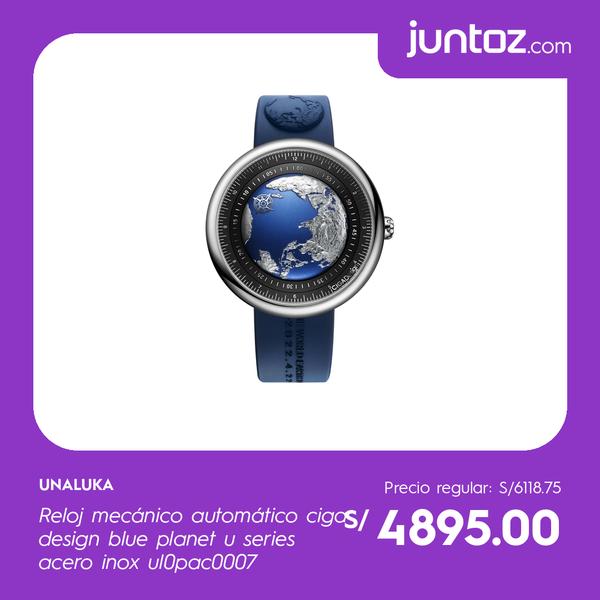 juntoz.com
CIGAD
UNALUKA
Precio regular: S/6118.75
Reloj mecánico automático ciga
design blue planet u series
acero inox ul0pac0007
S/ 4895.00